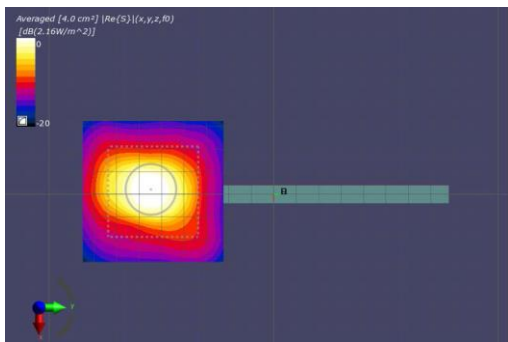 Averaged [4.0 cm²] |Re{S}|(x,y,z,f0)
[dB(2.16W/m^2)]
0
-20
y